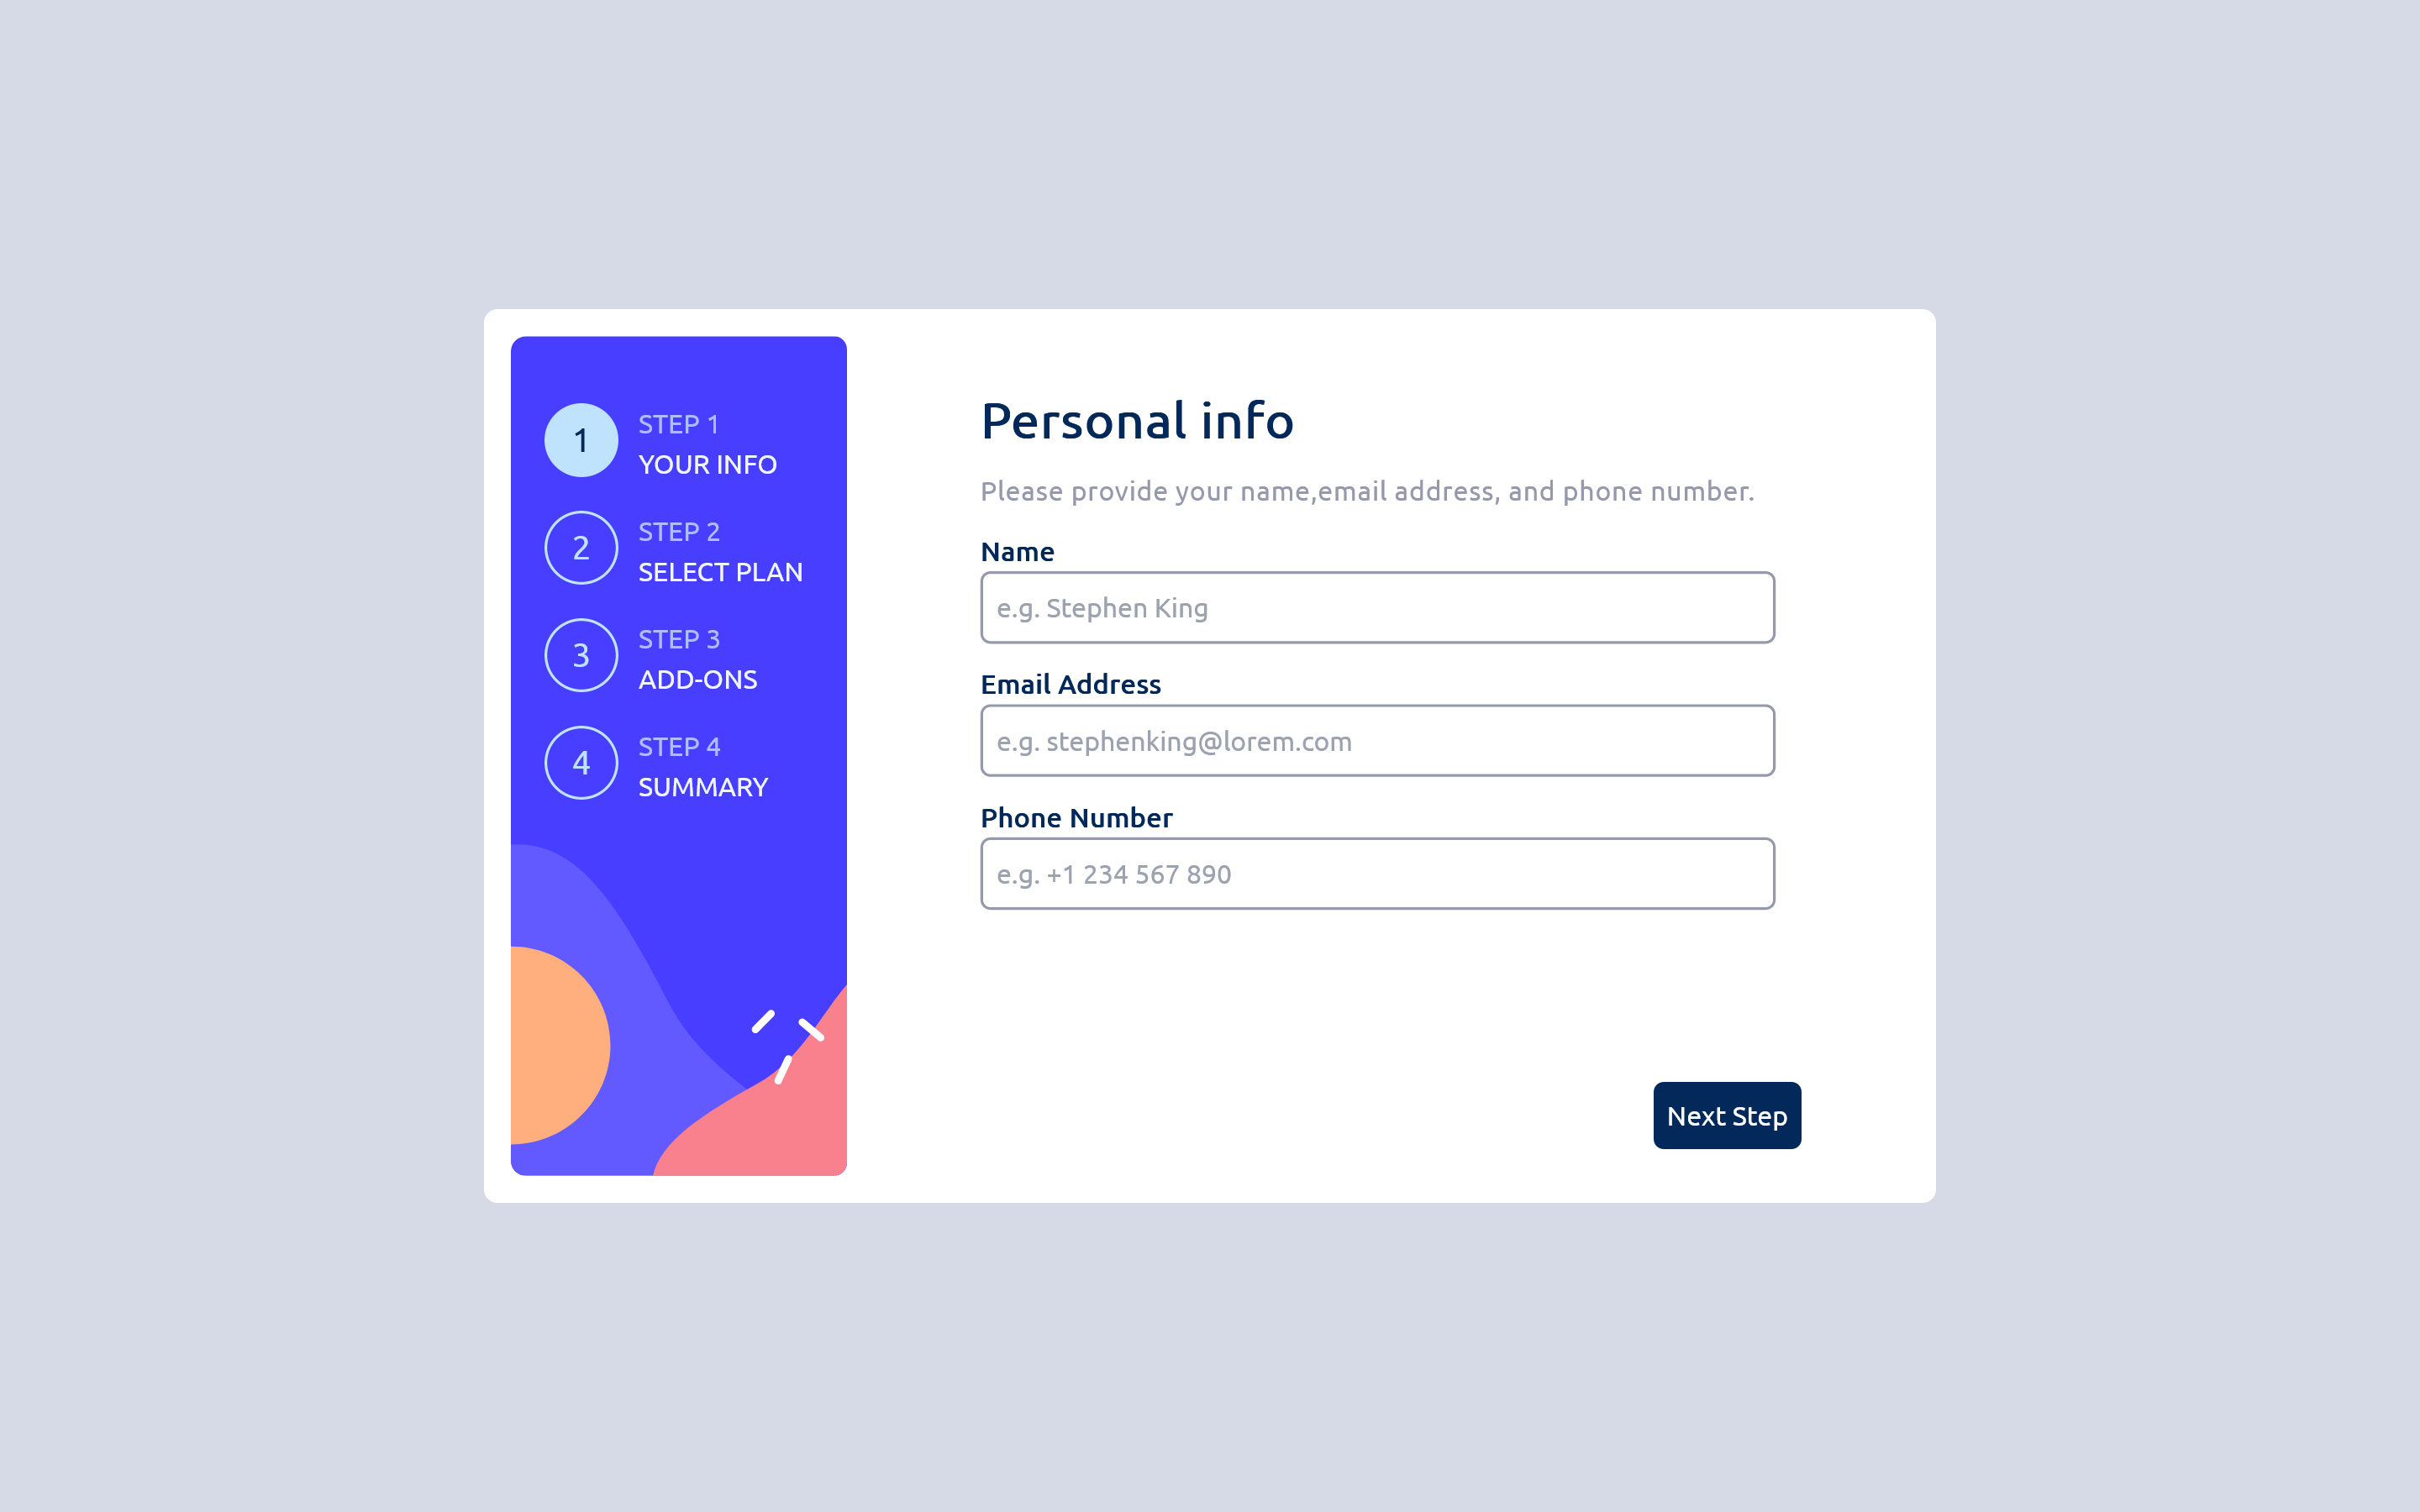 1
STEP 1
YOUR INFO
2
STEP 2
SELECT PLAN
3
STEP 3
ADD-ONS
4
STEP 4
SUMMARY
Personal info
Please provide your name,email address, and phone number.
Name
e.g. Stephen King
Email Address
e.g. stephenking@lorem.com
Phone Number
e.g. +1 234 567 890
Next Step